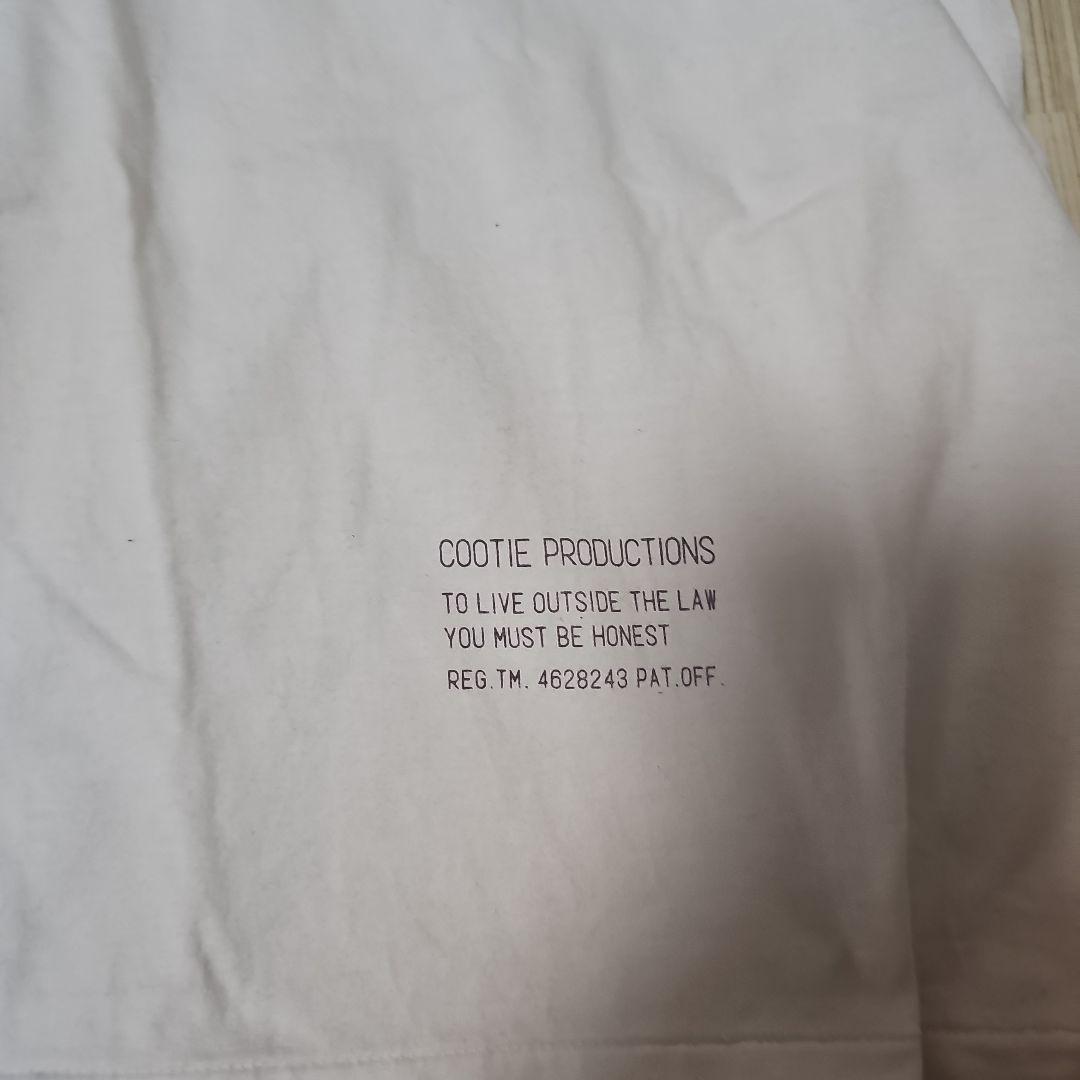 COOTIE PRODUCTIONS
TO LIVE OUTSIDE THE LAW
YOU MUST BE HONEST
REG.TM. 4628243 PAT.OFF.